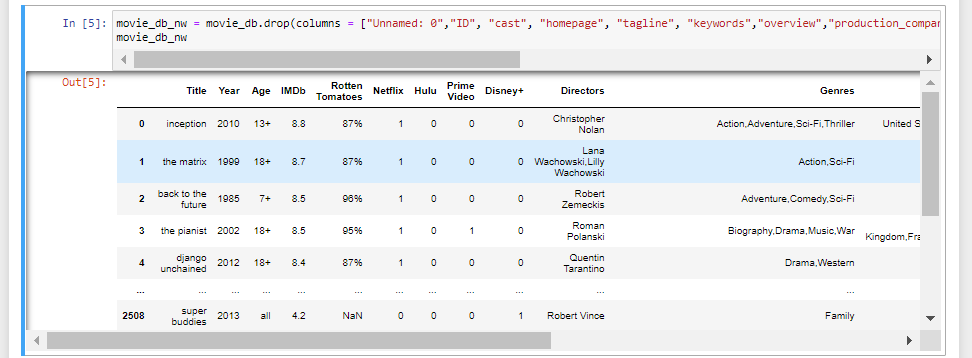 In [5]: movie_db_nw = movie_db.drop(columns = ["Unnamed: 0","ID", "cast", "homepage", "tagline", "keywords","overview","production_compan
movie_db_nw
Out[5]:
Title Year Age IMDb Rotten Tomatoes Netflix Hulu Prime Video Disney+ Directors Genres
0 inception 2010 13+ 8.8 87% 1 0 0 0 Christopher Nolan Action,Adventure,Sci-Fi,Thriller United S
1 the matrix 1999 18+ 8.7 87% 1 0 0 0 Lana Wachowski,Lilly Wachowski Action,Sci-Fi
2 back to the future 1985 7+ 8.5 96% 1 0 0 0 Robert Zemeckis Adventure,Comedy,Sci-Fi
3 the pianist 2002 18+ 8.5 95% 1 0 1 0 Roman Polanski Biography,Drama,Music,War Kingdom,Fra
4 django unchained 2012 18+ 8.4 87% 1 0 0 0 Quentin Tarantino Drama,Western
... ... ... ... ... ... ... ... ... ... ... ...
2508 super buddies 2013 all 4.2 NaN 0 0 0 1 Robert Vince Family